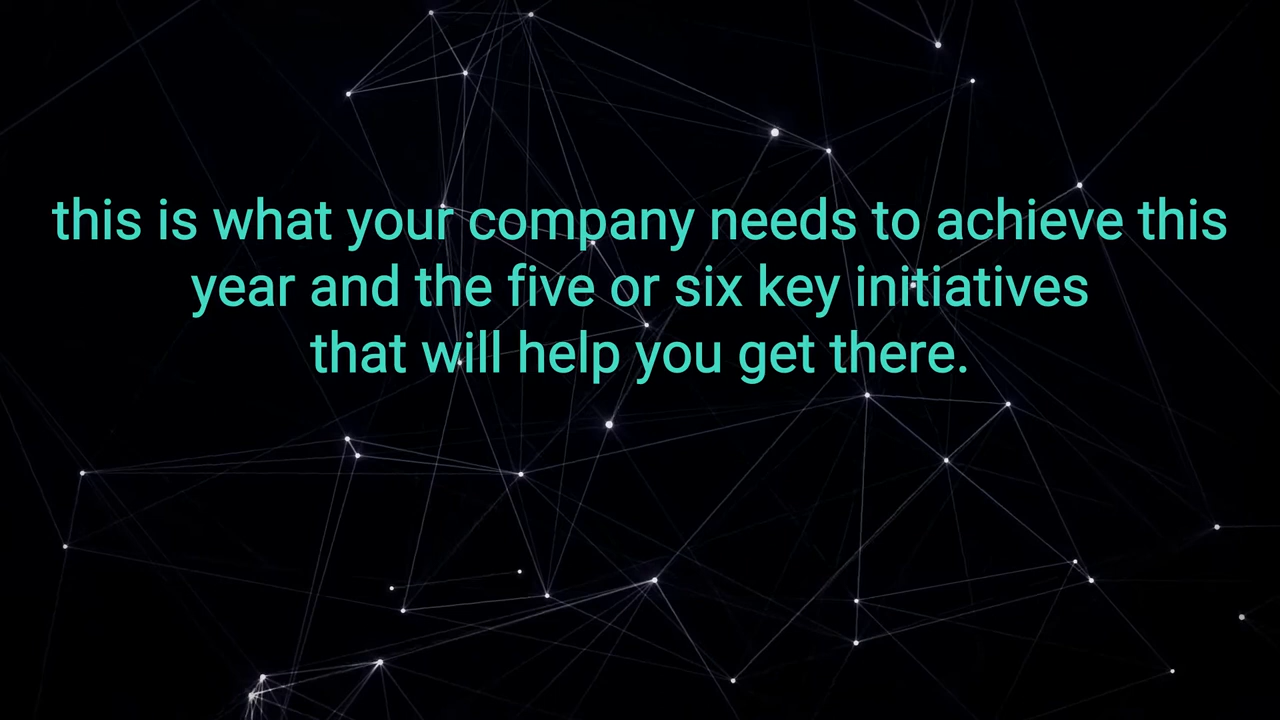 this is what your company needs to achieve this
year and the five or six key initiatives
that will help you get there.